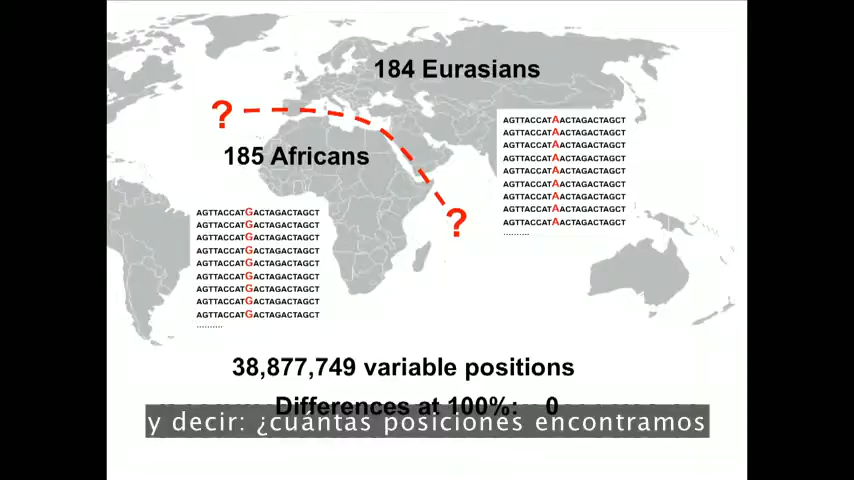 184 Eurasians
?
185 Africans
?
AGTTACCATAACTAGACTAGCT
AGTTACCATAACTAGACTAGCT
AGTTACCATAACTAGACTAGCT
AGTTACCATAACTAGACTAGCT
AGTTACCATAACTAGACTAGCT
AGTTACCATAACTAGACTAGCT
AGTTACCATAACTAGACTAGCT
AGTTACCATAACTAGACTAGCT
AGTTACCATAACTAGACTAGCT
..........
AGTTACCATGACTAGACTAGCT
AGTTACCATGACTAGACTAGCT
AGTTACCATGACTAGACTAGCT
AGTTACCATGACTAGACTAGCT
AGTTACCATGACTAGACTAGCT
AGTTACCATGACTAGACTAGCT
AGTTACCATGACTAGACTAGCT
AGTTACCATGACTAGACTAGCT
AGTTACCATGACTAGACTAGCT
..........
38,877,749 variable positions
Differences at 100%: 0
y decir: ¿cuántas posiciones encontramos